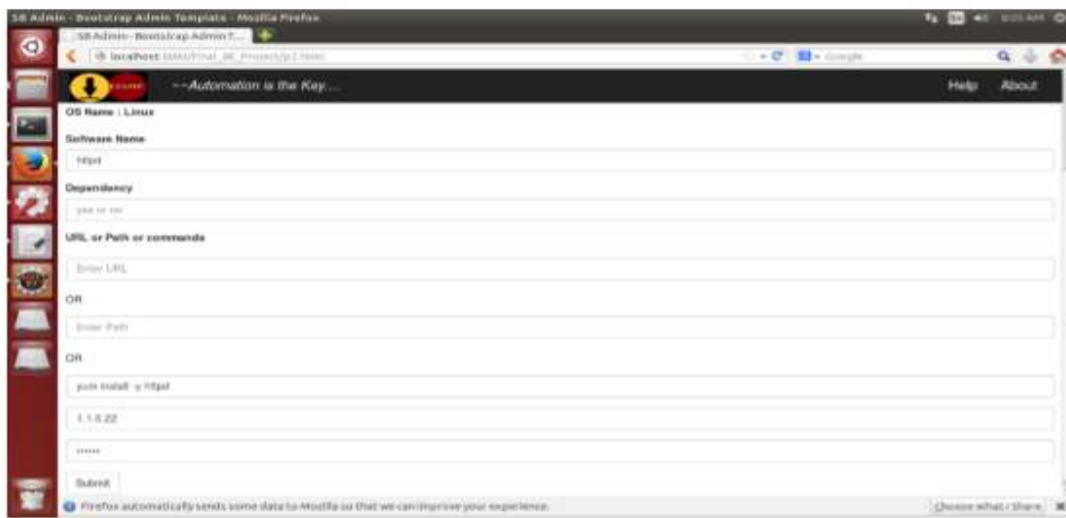 SB Admin - Bootstrap Admin Template - Mozilla Firefox
SB Admin - Bootstrap Admin T...
localhost
Google
~~Automation is the Key....
Help About
OS Name : Linux
Software Name
httpd
Dependency
yes or no
URL or Path or commands
Enter URL
OR
Enter Path
OR
yum install -y httpd
Submit
Firefox automatically sends some data to Mozilla so that we can improve your experience.
Choose What I Share